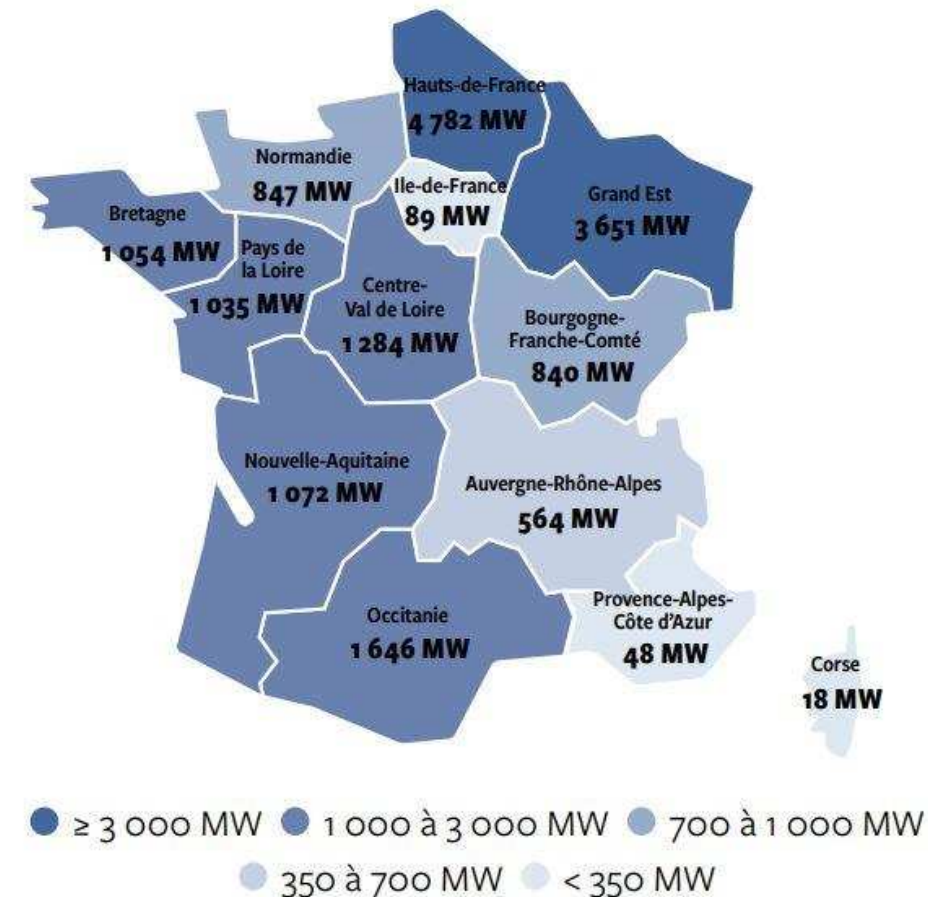 Hauts-de-France
4 782 MW
Normandie
847 MW
Ile-de-France
89 MW
Grand Est
3 651 MW
Bretagne
1 054 MW
Pays de
la Loire
1 035 MW
Centre-
Val de Loire
1 284 MW
Bourgogne-
Franche-Comté
840 MW
Nouvelle-Aquitaine
1 072 MW
Auvergne-Rhône-Alpes
564 MW
Occitanie
1 646 MW
Provence-Alpes-
Côte d'Azur
48 MW
Corse
18 MW
≥ 3 000 MW 1 000 à 3 000 MW 700 à 1 000 MW
350 à 700 MW < 350 MW